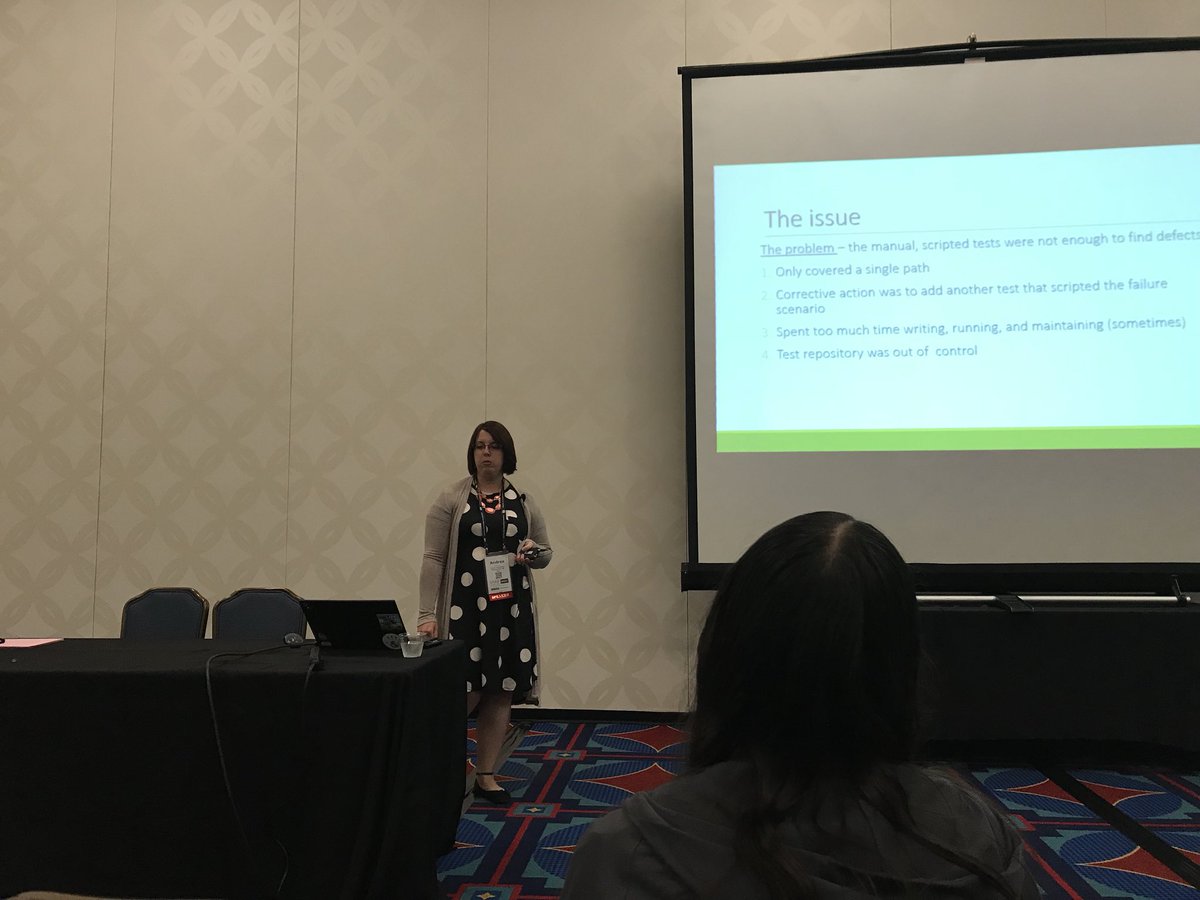 The issue
The problem – the manual, scripted tests were not enough to find defects
1. Only covered a single path
2. Corrective action was to add another test that scripted the failure
scenario
3. Spent too much time writing, running, and maintaining (sometimes)
4. Test repository was out of control
Andrea
SPEAKER